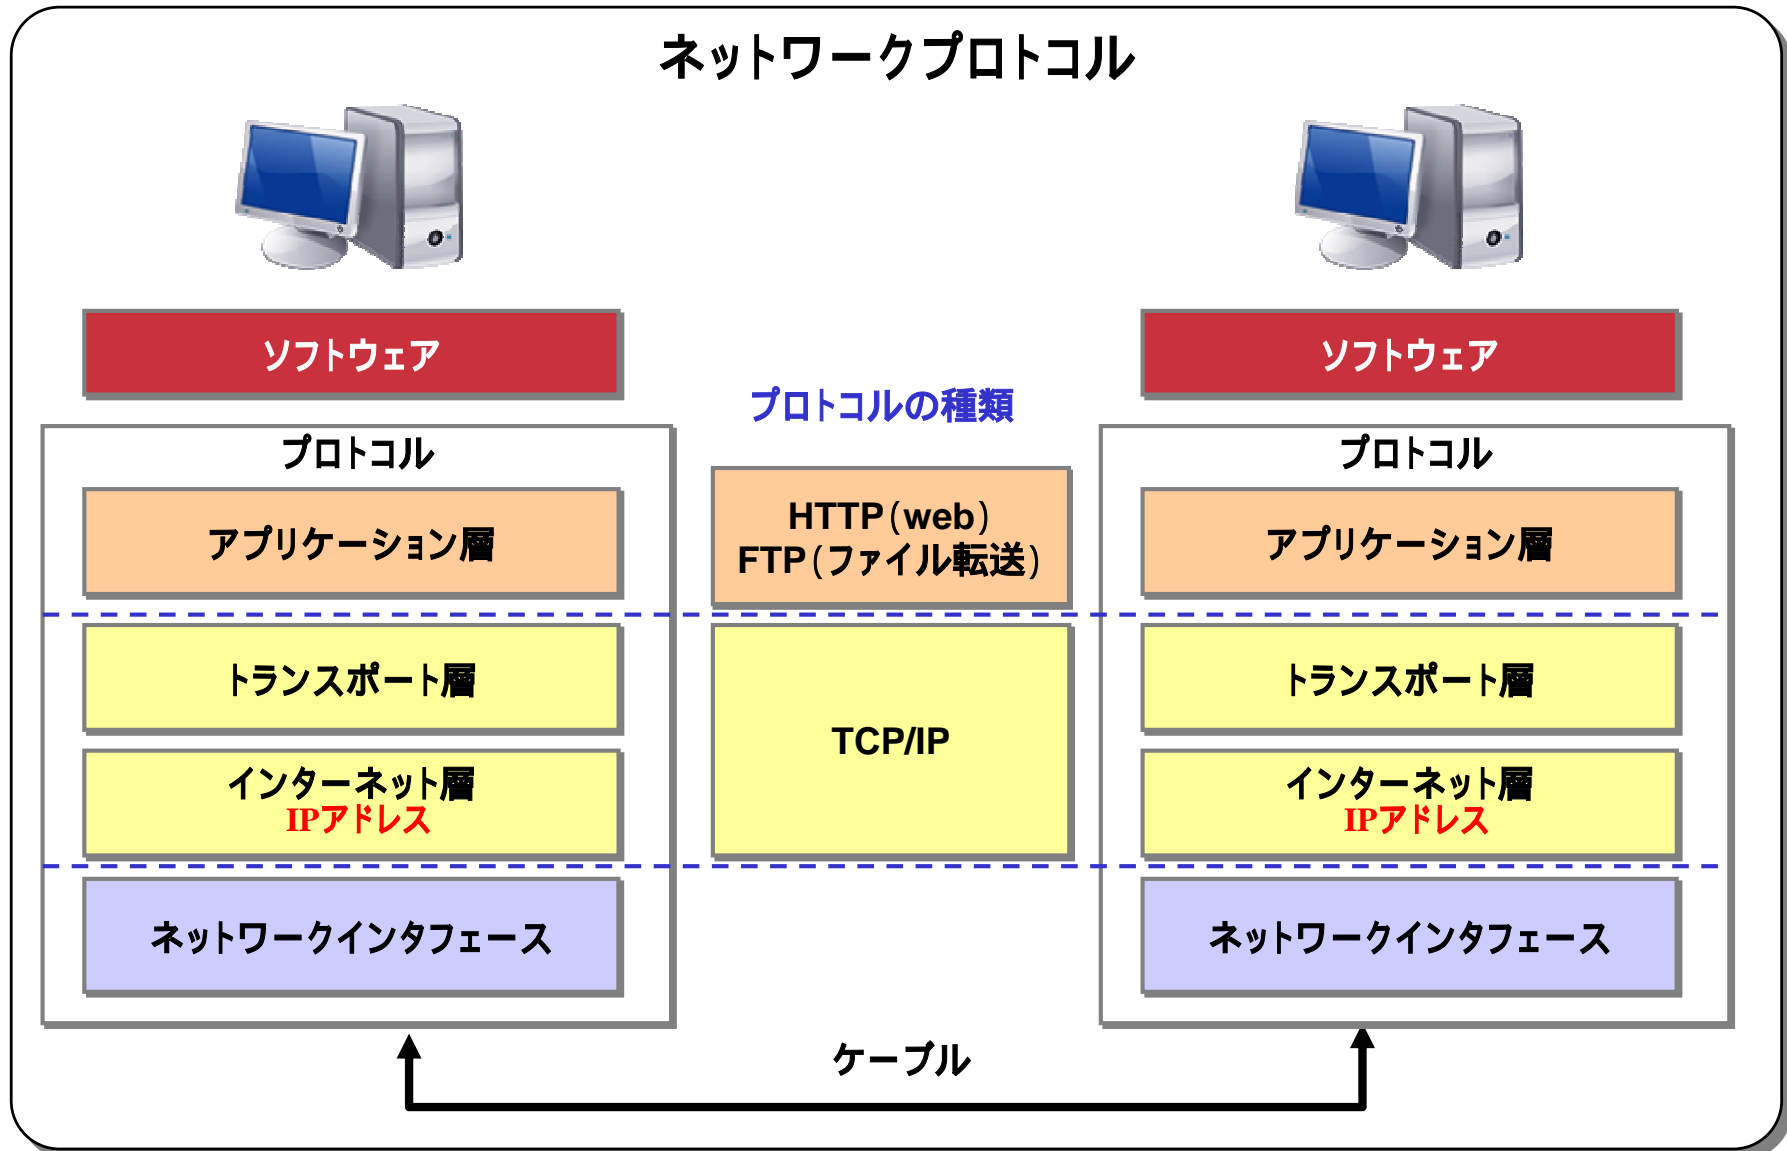 ネットワークプロトコル
ソフトウェア
プロトコル
アプリケーション層
トランスポート層
インターネット層
IPアドレス
ネットワークインタフェース
プロトコルの種類
HTTP(web)
FTP(ファイル転送)
TCP/IP
ソフトウェア
プロトコル
アプリケーション層
トランスポート層
インターネット層
IPアドレス
ネットワークインタフェース
ケーブル